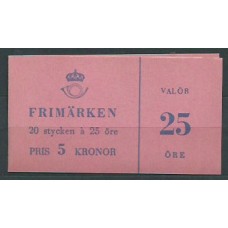 FRIMÄRKEN
20 stycken à 25 öre
PRIS 5 KRONOR
VALÖR
25
ÖRE